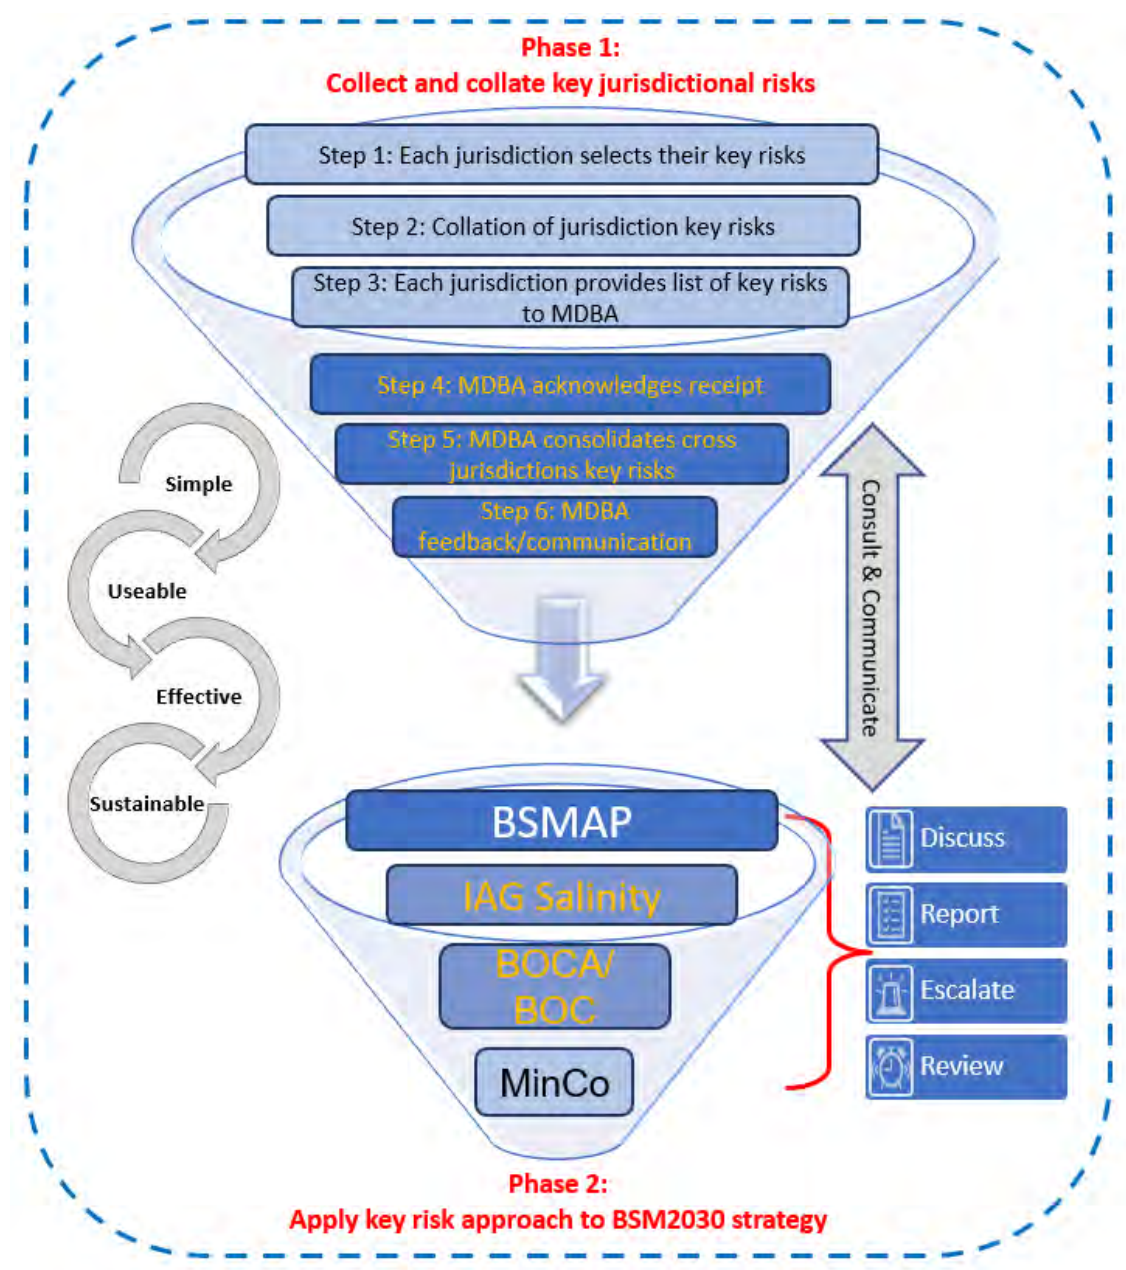 Phase 1:
Collect and collate key jurisdictional risks
Step 1: Each jurisdiction selects their key risks
Step 2: Collation of jurisdiction key risks
Step 3: Each jurisdiction provides list of key risks
to MDBA
Step 4: MDBA acknowledges receipt
Step 5: MDBA consolidates cross
jurisdictions key risks
Step 6: MDBA
feedback/communication
Simple
Useable
Effective
Sustainable
Consult & Communicate
BSMAP
IAG Salinity
BOCA/
BOC
MinCo
Discuss
Report
Escalate
Review
Phase 2:
Apply key risk approach to BSM2030 strategy